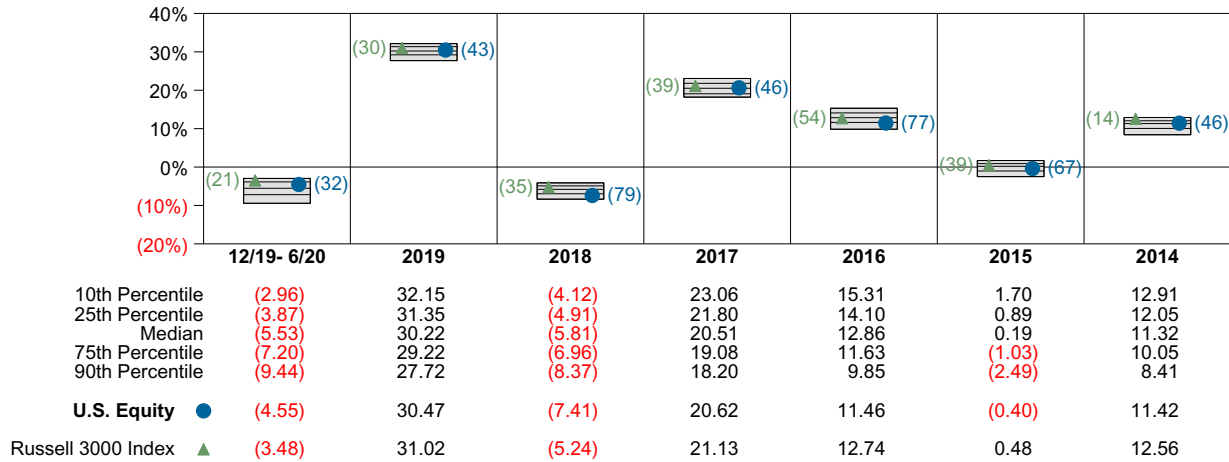 40%
30%
20%
10%
0%
(10%)
(20%)
(21) (32)
(30) (43)
(35) (79)
(39) (46)
(54) (77)
(39) (67)
(14) (46)
12/19- 6/20 2019 2018 2017 2016 2015 2014
10th Percentile (2.96) 32.15 (4.12) 23.06 15.31 1.70 12.91
25th Percentile (3.87) 31.35 (4.91) 21.80 14.10 0.89 12.05
Median (5.53) 30.22 (5.81) 20.51 12.86 0.19 11.32
75th Percentile (7.20) 29.22 (6.96) 19.08 11.63 (1.03) 10.05
90th Percentile (9.44) 27.72 (8.37) 18.20 9.85 (2.49) 8.41
U.S. Equity (4.55) 30.47 (7.41) 20.62 11.46 (0.40) 11.42
Russell 3000 Index (3.48) 31.02 (5.24) 21.13 12.74 0.48 12.56